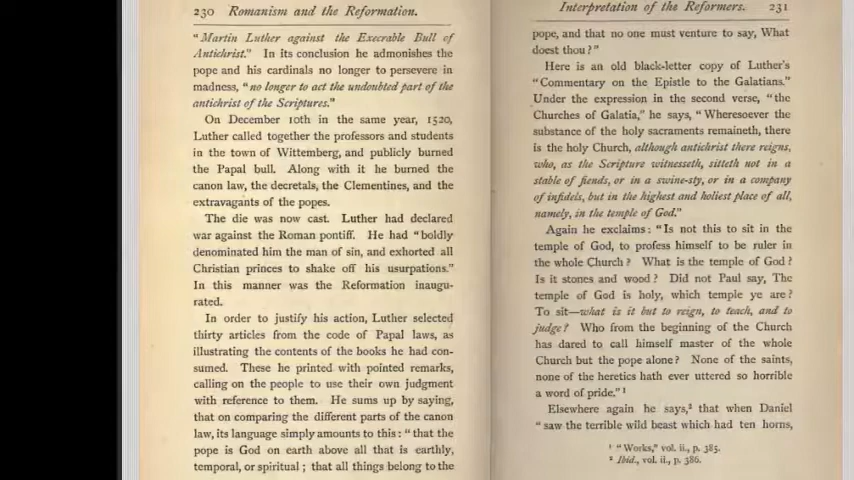 230 Romanism and the Reformation.
"Martin Luther against the Execrable Bull of
Antichrist." In its conclusion he admonishes the
pope and his cardinals no longer to persevere in
madness, "no longer to act the undoubted part of the
antichrist of the Scriptures."
On December 10th in the same year, 1520,
Luther called together the professors and students
in the town of Wittemberg, and publicly burned
the Papal bull. Along with it he burned the
canon law, the decretals, the Clementines, and the
extravagants of the popes.
The die was now cast. Luther had declared
war against the Roman pontiff. He had "boldly
denominated him the man of sin, and exhorted all
Christian princes to shake off his usurpations."
In this manner was the Reformation inaugu-
rated.
In order to justify his action, Luther selected
thirty articles from the code of Papal laws, as
illustrating the contents of the books he had con-
sumed. These he printed with pointed remarks,
calling on the people to use their own judgment
with reference to them. He sums up by saying,
that on comparing the different parts of the canon
law, its language simply amounts to this: "that the
pope is God on earth above all that is earthly,
temporal, or spiritual; that all things belong to the
Interpretation of the Reformers. 231
pope, and that no one must venture to say, What
doest thou?"
Here is an old black-letter copy of Luther's
"Commentary on the Epistle to the Galatians."
Under the expression in the second verse, "the
Churches of Galatia," he says, "Wheresoever the
substance of the holy sacraments remaineth, there
is the holy Church, although antichrist there reigns,
who, as the Scripture witnesseth, sitteth not in a
stable of fiends, or in a swine-sty, or in a company
of infidels, but in the highest and holiest place of all,
namely, in the temple of God."
Again he exclaims: "Is not this to sit in the
temple of God, to profess himself to be ruler in
the whole Church? What is the temple of God?
Is it stones and wood? Did not Paul say, The
temple of God is holy, which temple ye are?
To sit—what is it but to reign, to teach, and to
judge? Who from the beginning of the Church
has dared to call himself master of the whole
Church but the pope alone? None of the saints,
none of the heretics hath ever uttered so horrible
a word of pride."¹
Elsewhere again he says,² that when Daniel
"saw the terrible wild beast which had ten horns,
¹ "Works," vol. ii., p. 385.
² Ibid., vol. ii., p. 386.